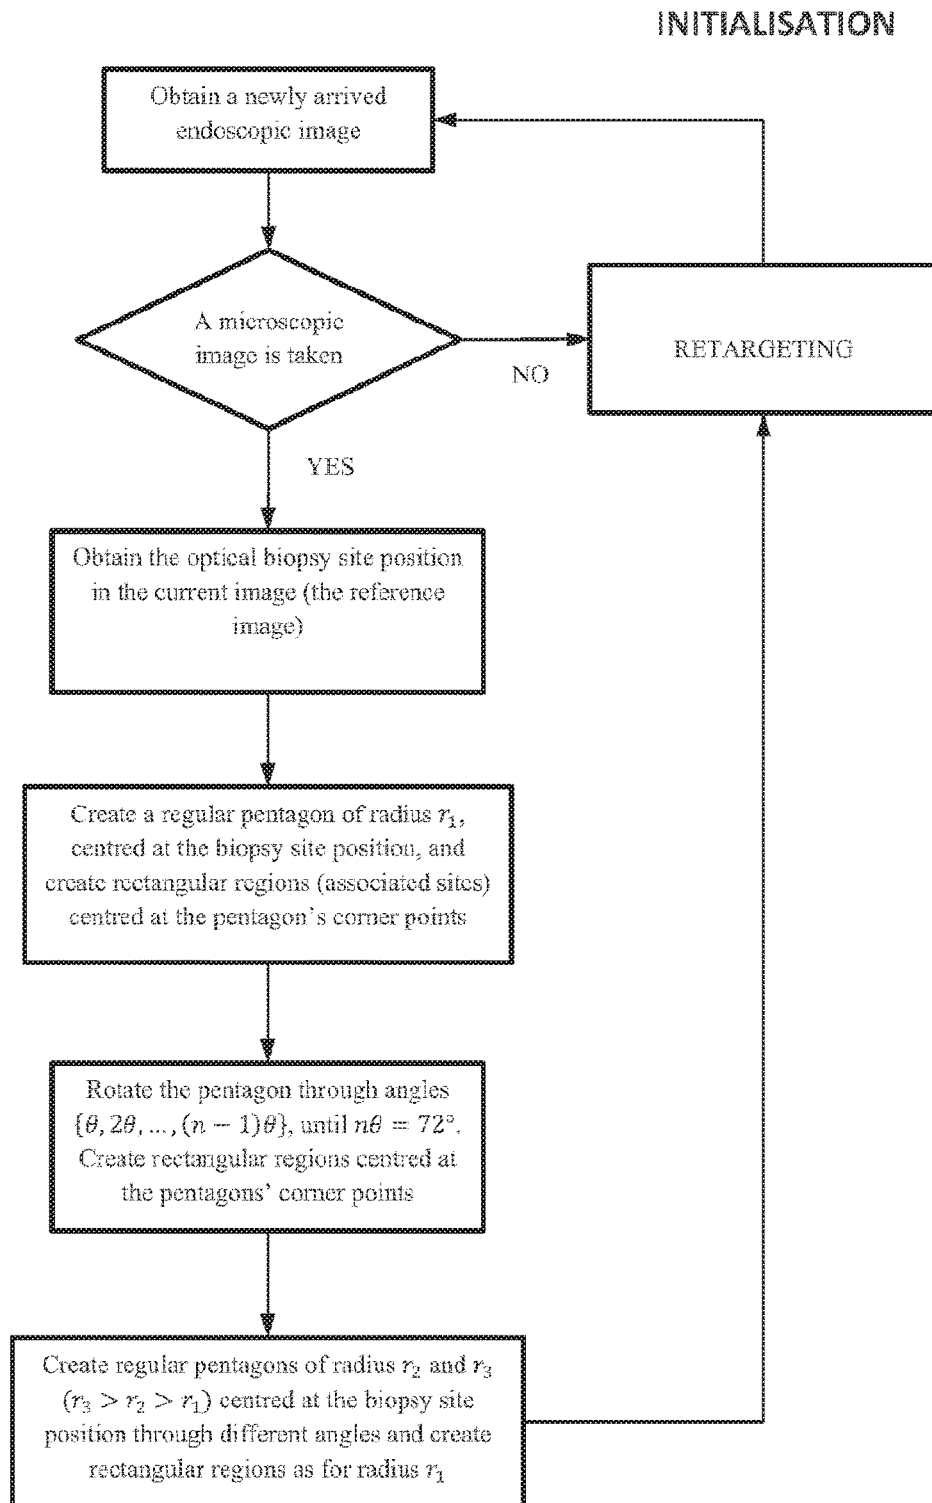 INITIALISATION
Obtain a newly arrived
endoscopic image
A microscopic
image is taken
NO
RETARGETING
YES
Obtain the optical biopsy site position
in the current image (the reference
image)
Create a regular pentagon of radius r₁,
centred at the biopsy site position, and
create rectangular regions (associated sites)
centred at the pentagon's corner points
Rotate the pentagon through angles
{θ, 2θ, ..., (n − 1)θ}, until nθ = 72°.
Create rectangular regions centred at
the pentagons' corner points
Create regular pentagons of radius r₂ and r₃
(r₃ > r₂ > r₁) centred at the biopsy site
position through different angles and create
rectangular regions as for radius r₁